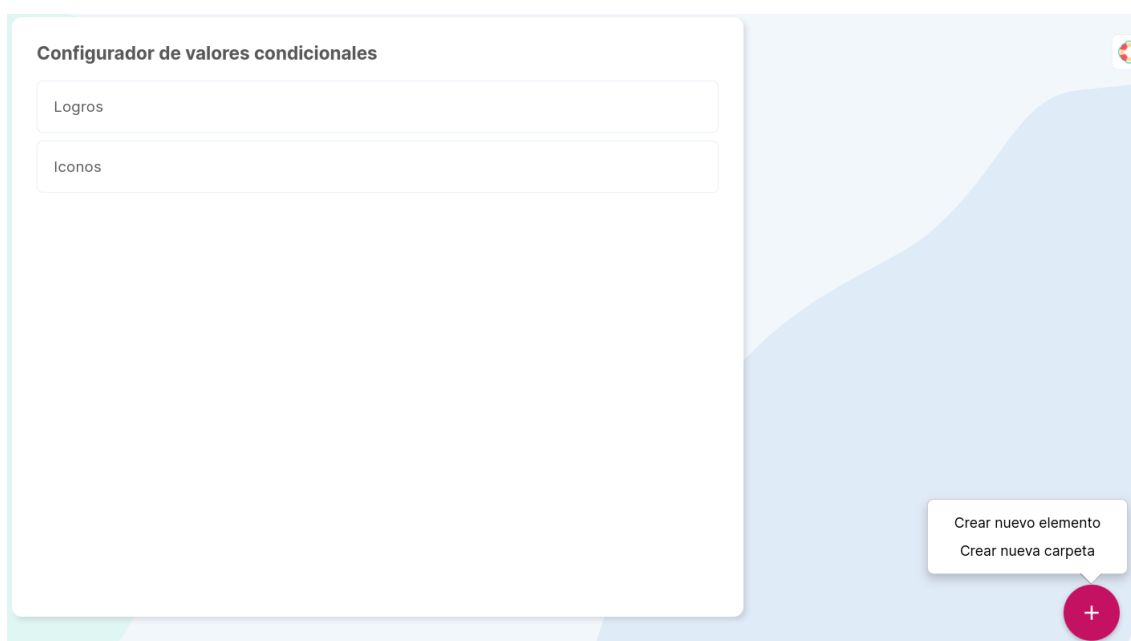 Configurador de valores condicionales
Logros
Iconos
Crear nuevo elemento
Crear nueva carpeta
+